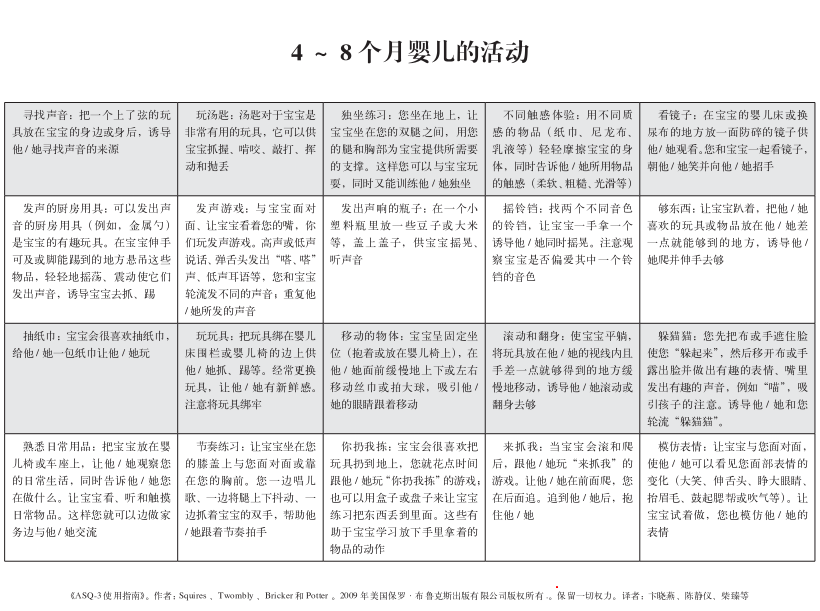 4 ~ 8 个月婴儿的活动
寻找声音：把一个上了弦的玩
具放在宝宝的身边或身后，诱导
他/她寻找声音的来源
玩汤匙：汤匙对于宝宝是
非常有用的玩具，它可以供
宝宝抓握、啃咬、敲打、挥
动和抛丢
独坐练习：您坐在地上，让
宝宝坐在您的双腿之间，用您
的腿和胸部为宝宝提供所需要
的支撑。这样您可以与宝宝玩
耍，同时又能训练他/她独坐
不同触感体验：用不同质
感的物品（纸巾、尼龙布、
乳液等）轻轻摩擦宝宝的身
体，同时告诉他/她所用物品
的触感（柔软、粗糙、光滑等）
看镜子：在宝宝的婴儿床或换
尿布的地方放一面防碎的镜子供
他/她观看。您和宝宝一起看镜子，
朝他/她笑并向他/她招手
发声的厨房用具：可以发出声
音的厨房用具（例如，金属勺）
是宝宝的有趣玩具。在宝宝伸手
可及或脚能踢到的地方悬吊这些
物品，轻轻地摇荡、震动使它们
发出声音，诱导宝宝去抓、踢
发声游戏：与宝宝面对
面、让宝宝看着您的嘴，你
们玩发声游戏。高声或低声
说话、弹舌头发出“嗒、嗒”
声、低声耳语等，您和宝宝
轮流发不同的声音；重复他
/她所发的声音
发出声响的瓶子：在一个小
塑料瓶里放一些豆子或大米
等，盖上盖子，供宝宝摇晃、
听声音
摇铃铛：找两个不同音色
的铃铛，让宝宝一手拿一个
诱导他/她同时摇晃。注意观
察宝宝是否偏爱其中一个铃
铛的音色
够东西：让宝宝趴着，把他/她
喜欢的玩具或物品放在他/她差
一点就能够到的地方，诱导他/
她爬并伸手去够
抽纸巾：宝宝会很喜欢抽纸巾，
给他/她一包纸巾让他/她玩
玩玩具：把玩具绑在婴儿
床围栏或婴儿椅的边上供
他/她抓、踢等。经常更换
玩具，让他/她有新鲜感。
注意将玩具绑牢
移动的物体：宝宝呈固定坐
位（抱着或放在婴儿椅上），在
他/她面前缓慢地上下或左右
移动丝巾或拍大球，吸引他/
她的眼睛跟着移动
滚动和翻身：使宝宝平躺，
将玩具放在他/她的视线内且
手差一点就够得到的地方缓
慢地移动，诱导他/她滚动或
翻身去够
躲猫猫：您先把布或手遮住脸
使您“躲起来”，然后移开布或手
露出脸并做出有趣的表情、嘴里
发出有趣的声音，例如“喵”，吸
引孩子的注意。诱导他/她和您
轮流“躲猫猫”。
熟悉日常用品：把宝宝放在婴
儿椅或车座上，让他/她观察您
的日常生活，同时告诉他/她您
在做什么。让宝宝看、听和触摸
日常物品。这样您就可以边做家
务边与他/她交流
节奏练习：让宝宝坐在您
的膝盖上与您面对面或靠
在您的胸前。您一边唱儿
歌、一边将腿上下抖动、一
边抓着宝宝的双手，帮助他
/她跟着节奏拍手
你扔我拣：宝宝会很喜欢把
玩具扔到地上，您就花点时间
跟他/她玩“你扔我拣”的游戏；
也可以用盒子或盘子来让宝宝
练习把东西丢到里面。这些有
助于宝宝学习放下手里拿着的
物品的动作
来抓我：当宝宝会滚和爬
后，跟他/她玩“来抓我”的
游戏。让他/她在前面爬，您
在后面追。追到他/她后，抱
住他/她
模仿表情：让宝宝与您面对面，
使他/她可以看见您面部表情的
变化（大笑、伸舌头、睁大眼睛、
抬眉毛、鼓起腮帮或吹气等）。让
宝宝试着做，您也模仿他/她的
表情
《ASQ-3使用指南》。作者：Squires 、Twombly 、Bricker和Potter 。2009 年美国保罗·布鲁克斯出版有限公司版权所有 。保留一切权力。译者：卞晓燕、陈静仪、柴臻等